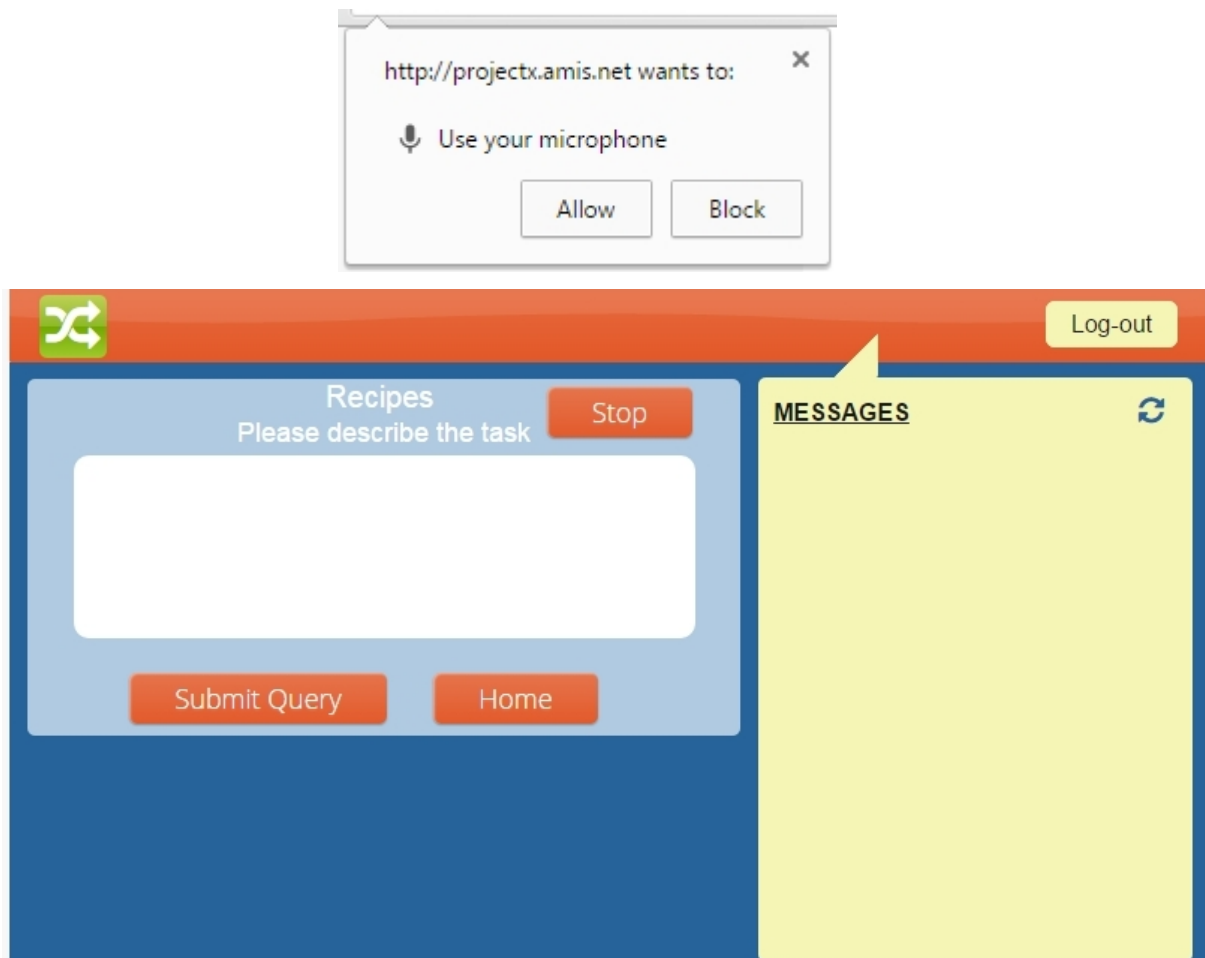 http://projectx.amis.net wants to:
Use your microphone
Allow Block
Log-out
Recipes
Please describe the task
Stop
Submit Query Home
MESSAGES